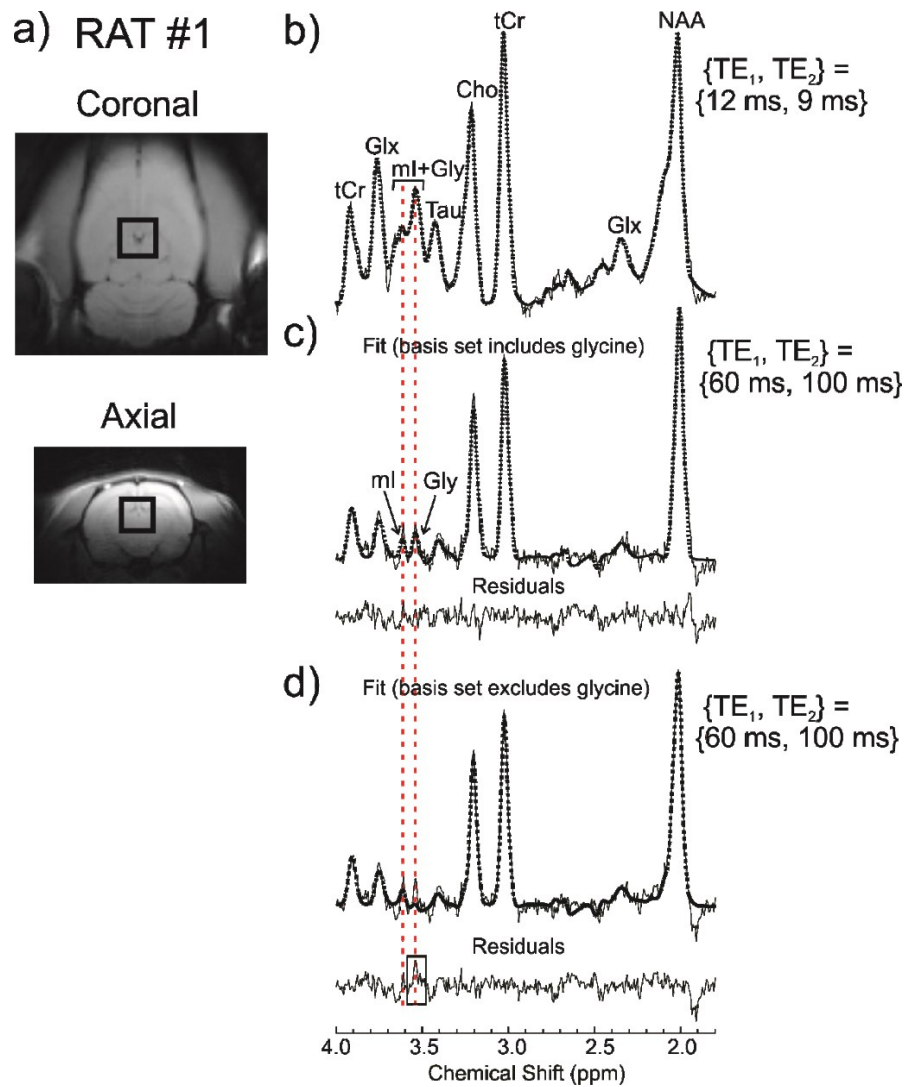 a) RAT #1
Coronal
Axial
b)
tCr
NAA
{TE₁, TE₂} =
{12 ms, 9 ms}
Cho
Glx
mI+Gly
tCr
Tau
Glx
c)
Fit (basis set includes glycine)
{TE₁, TE₂} =
{60 ms, 100 ms}
mI
Gly
Residuals
d)
Fit (basis set excludes glycine)
{TE₁, TE₂} =
{60 ms, 100 ms}
Residuals
4.0 3.5 3.0 2.5 2.0
Chemical Shift (ppm)